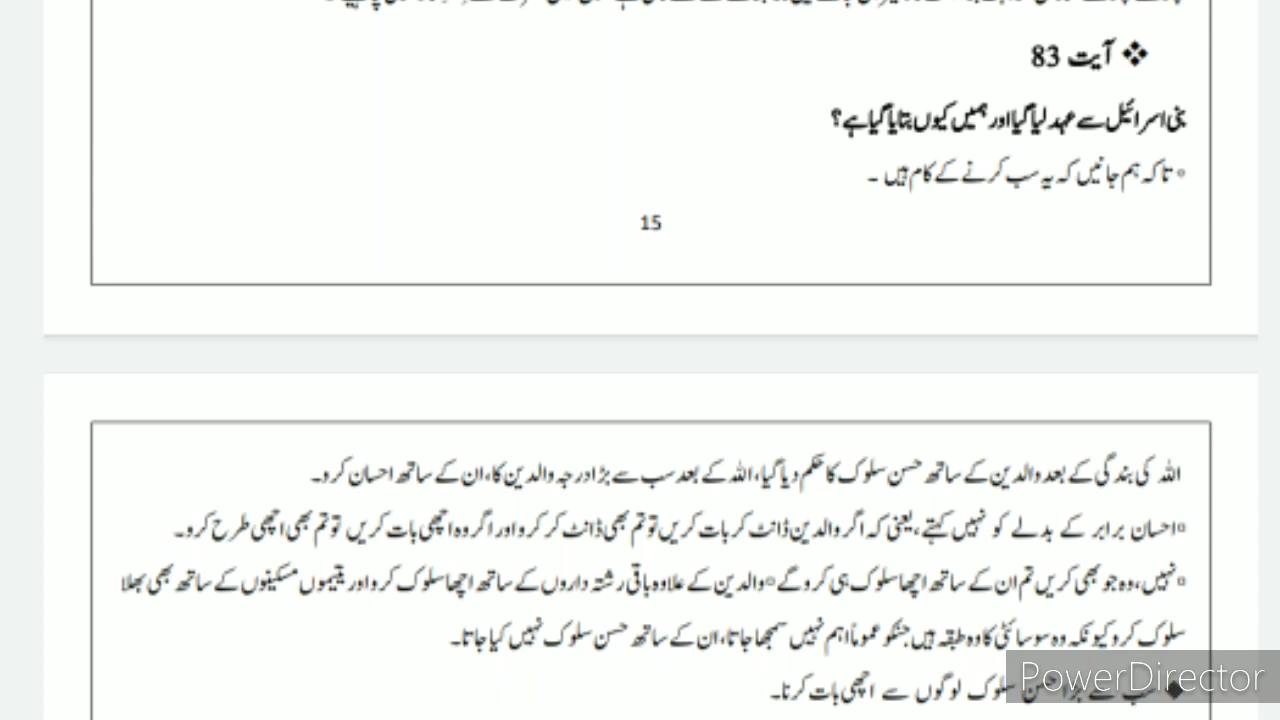 ❖ آیت 83
بنی اسرائیل سے عہد لیا گیا اور ہمیں کیوں بتایا گیا ہے؟
◦ تاکہ ہم جانیں کہ یہ سب کرنے کے کام ہیں ۔
15
اللہ کی بندگی کے بعد والدین کے ساتھ حسن سلوک کا حکم دیا گیا، اللہ کے بعد سب سے بڑا درجہ والدین کا، ان کے ساتھ احسان کرو۔
◦احسان برابر کے بدلے کو نہیں کہتے، یعنی کہ اگر والدین ڈانٹ کر بات کریں تو تم بھی ڈانٹ کر کرو اور اگر وہ اچھی بات کریں تو تم بھی اچھی طرح کرو۔
◦نہیں، وہ جو بھی کریں تم ان کے ساتھ اچھا سلوک ہی کرو گے ◦والدین کے علاوہ باقی رشتہ داروں کے ساتھ اچھا سلوک کرو اور یتیموں مسکینوں کے ساتھ بھی بھلا
سلوک کرو کیونکہ وہ سوسائٹی کا وہ طبقہ ہیں جنکو عموماً اہم نہیں سمجھا جاتا، ان کے ساتھ حسن سلوک نہیں کیا جاتا۔
◆ سب سے بڑا حسن سلوک لوگوں سے اچھی بات کرنا۔
PowerDirector